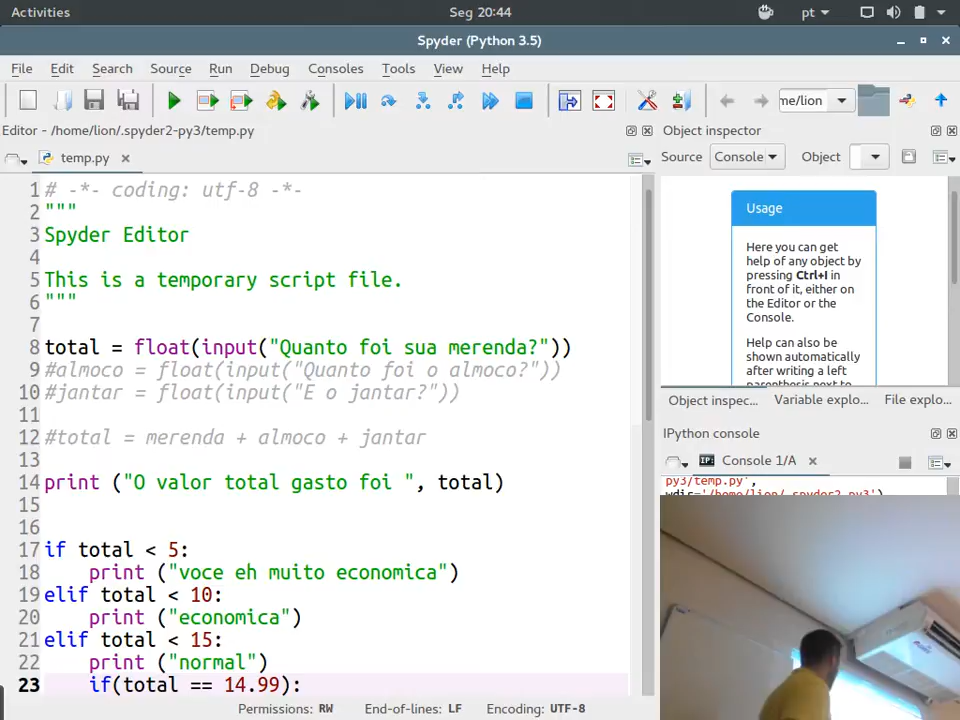 Activities
Seg 20:44
pt
Spyder (Python 3.5)
File Edit Search Source Run Debug Consoles Tools View Help
me/lion
Editor - /home/lion/.spyder2-py3/temp.py
temp.py
1 # -*- coding: utf-8 -*-
2 """
3 Spyder Editor
4
5 This is a temporary script file.
6 """
7
8 total = float(input("Quanto foi sua merenda?"))
9 #almoco = float(input("Quanto foi o almoco?"))
10 #jantar = float(input("E o jantar?"))
11
12 #total = merenda + almoco + jantar
13
14 print ("O valor total gasto foi ", total)
15
16
17 if total < 5:
18     print ("voce eh muito economica")
19 elif total < 10:
20     print ("economica")
21 elif total < 15:
22     print ("normal")
23     if(total == 14.99):
Permissions: RW End-of-lines: LF Encoding: UTF-8
Object inspector
Source Console Object
Usage
Here you can get
help of any object by
pressing Ctrl+I in
front of it, either on
the Editor or the
Console.
Help can also be
shown automatically
after writing a left
parenthesis next to
Object inspec... Variable explo... File explo...
IPython console
IP: Console 1/A
py3/temp.py',
wdir='/home/lion/.spyder2-py3')